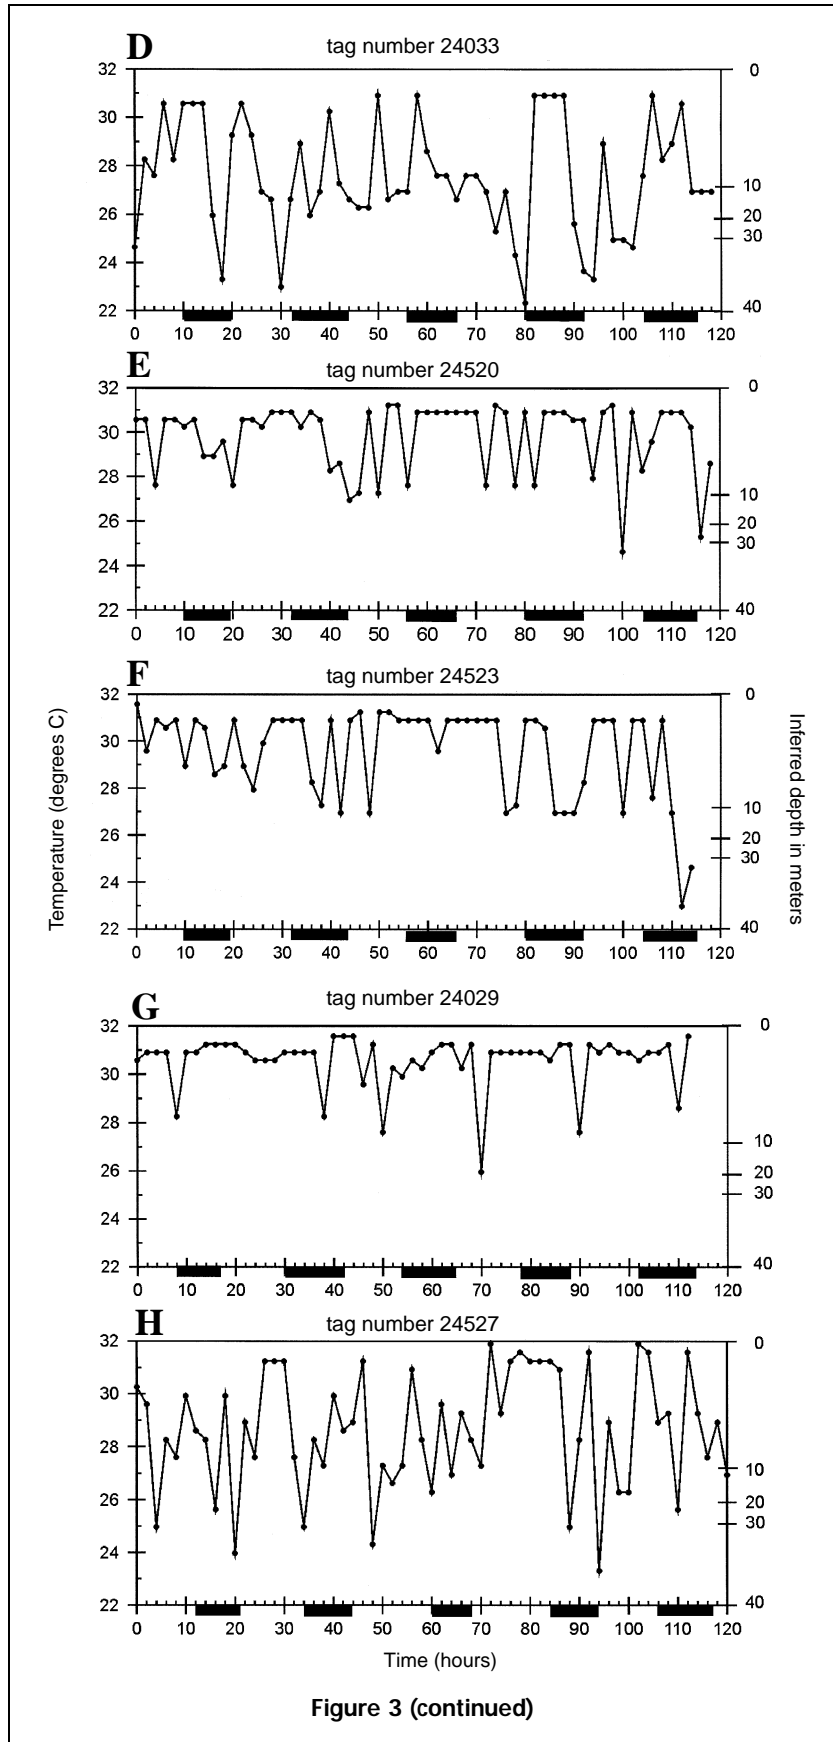 D tag number 24033
32 0
30
28
26 10
24 20
22 30
40
0 10 20 30 40 50 60 70 80 90 100 110 120
E tag number 24520
32 0
30
28
26 10
24 20
22 30
40
0 10 20 30 40 50 60 70 80 90 100 110 120
F tag number 24523
32 0
30
28
26 10
24 20
22 30
40
0 10 20 30 40 50 60 70 80 90 100 110 120
Temperature (degrees C)
Inferred depth in meters
G tag number 24029
32 0
30
28
26 10
24 20
22 30
40
0 10 20 30 40 50 60 70 80 90 100 110 120
H tag number 24527
32 0
30
28
26 10
24 20
22 30
40
0 10 20 30 40 50 60 70 80 90 100 110 120
Time (hours)
Figure 3 (continued)